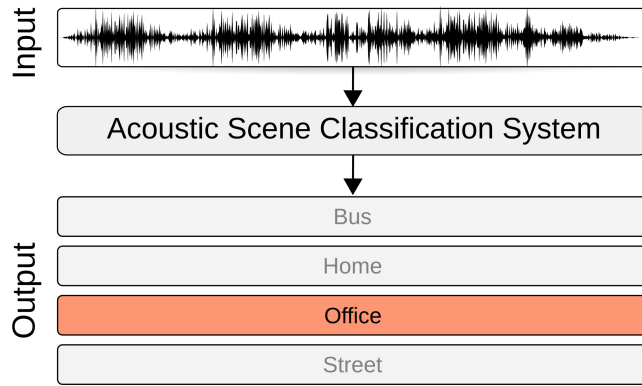 Input
Acoustic Scene Classification System
Output
Bus
Home
Office
Street